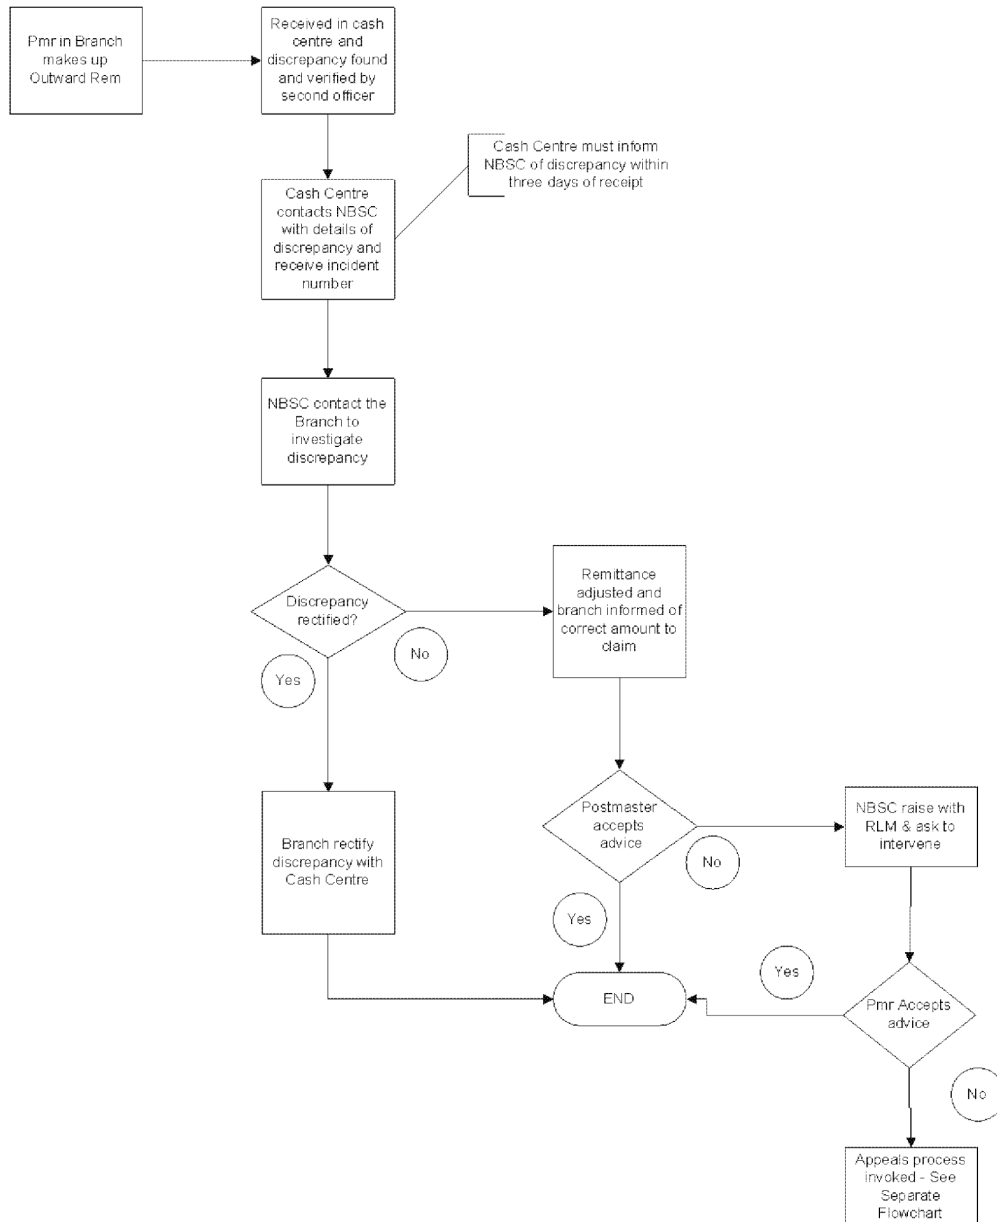 Pmr in Branch
makes up
Outward Rem
Received in cash
centre and
discrepancy found
and verified by
second officer
Cash Centre must inform
NBSC of discrepancy within
three days of receipt
Cash Centre
contacts NBSC
with details of
discrepancy and
receive incident
number
NBSC contact the
Branch to
investigate
discrepancy
Discrepancy
rectified?
No
Yes
Remittance
adjusted and
branch informed of
correct amount to
claim
Branch rectify
discrepancy with
Cash Centre
Postmaster
accepts
advice
No
Yes
NBSC raise with
RLM & ask to
intervene
Yes
END
Pmr Accepts
advice
No
Appeals process
invoked - See
Separate
Flowchart